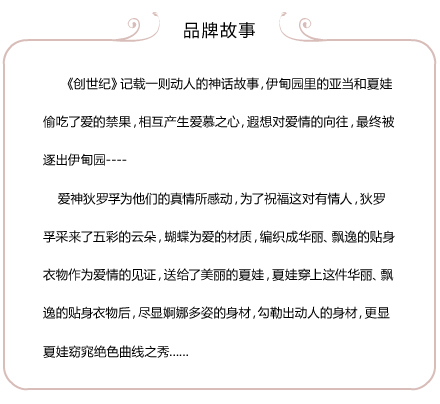 品牌故事
《创世纪》记载一则动人的神话故事,伊甸园里的亚当和夏娃
偷吃了爱的禁果,相互产生爱慕之心,遐想对爱情的向往,最终被
逐出伊甸园----
爱神狄罗孚为他们的真情所感动,为了祝福这对有情人,狄罗
孚采来了五彩的云朵,蝴蝶为爱的材质,编织成华丽、飘逸的贴身
衣物作为爱情的见证,送给了美丽的夏娃,夏娃穿上这件华丽、飘
逸的贴身衣物后,尽显婀娜多姿的身材,勾勒出动人的身材,更显
夏娃窈窕绝色曲线之秀......